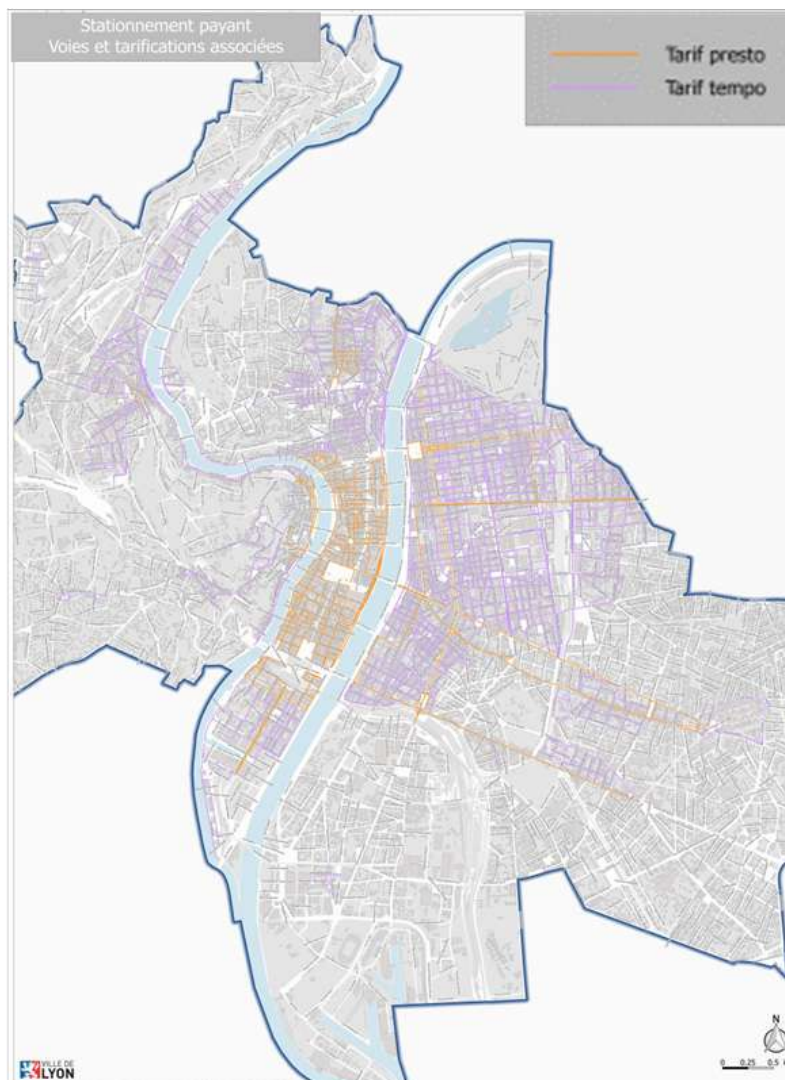 Stationnement payant
Voies et tarifications associées
Tarif presto
Tarif tempo
N
0 0.25 0.5
VILLE DE
LYON